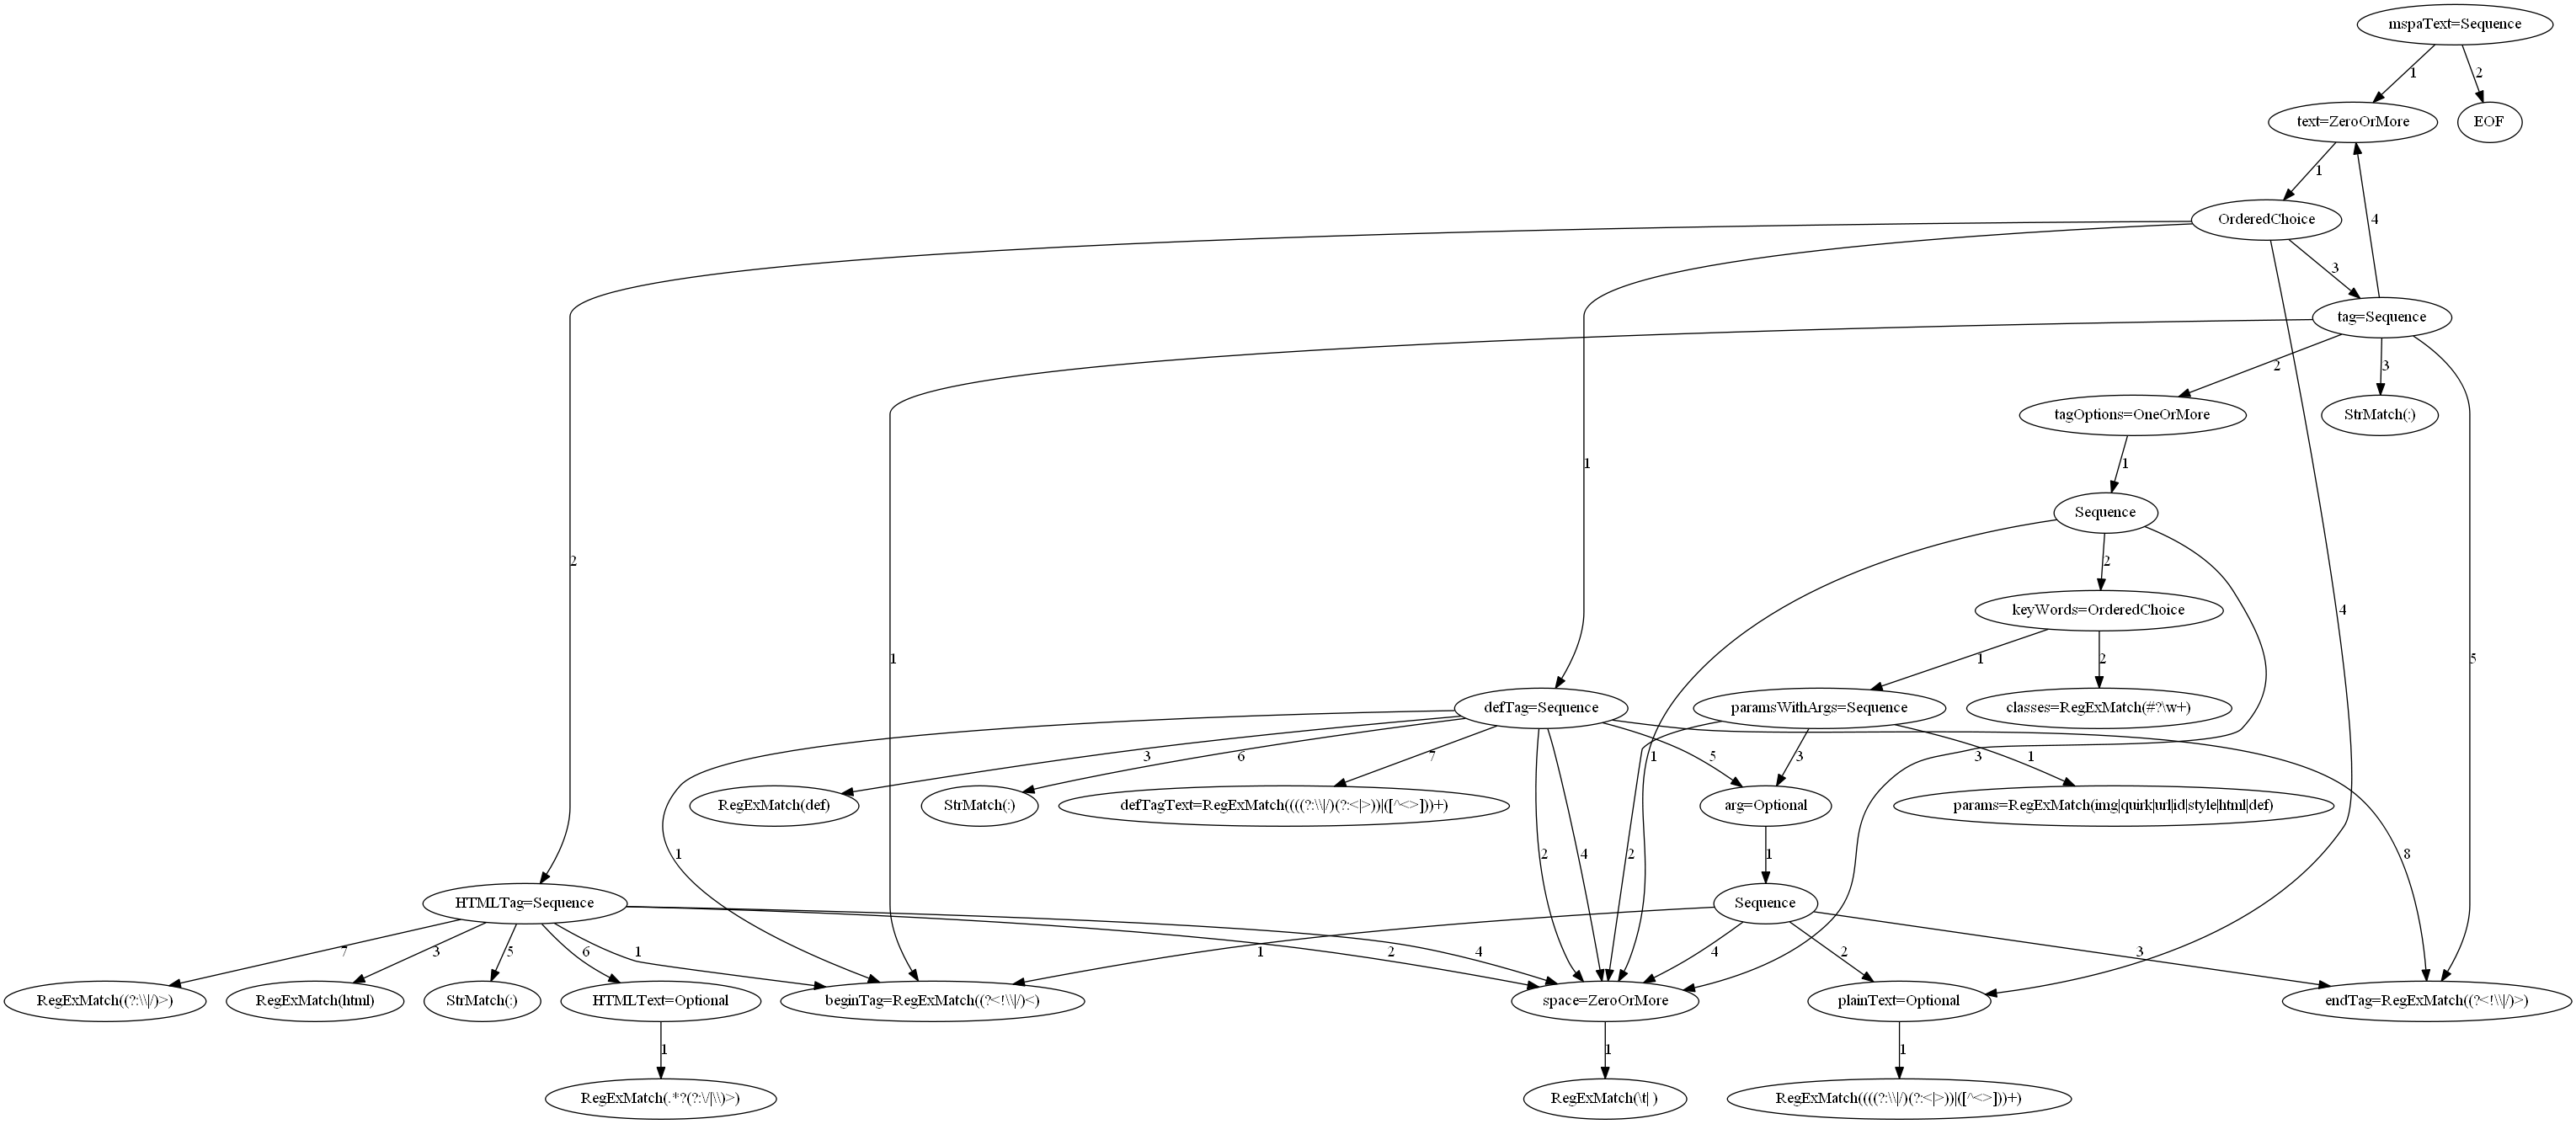 mspaText=Sequence
1
2
text=ZeroOrMore
EOF
1
4
OrderedChoice
3
tag=Sequence
2
3
tagOptions=OneOrMore
StrMatch(:)
1
1
Sequence
2
2
keyWords=OrderedChoice
4
1
1
2
5
defTag=Sequence
paramsWithArgs=Sequence
classes=RegExMatch(#?\w+)
3
6
7
5
3
1
1
3
RegExMatch(def)
StrMatch(:)
defTagText=RegExMatch((((?:\\|/)(?:<|>))|([^<>]))+)
arg=Optional
params=RegExMatch(img|quirk|url|id|style|html|def)
1
2
4
2
1
8
HTMLTag=Sequence
Sequence
7
3
5
6
1
1
2
4
4
2
3
RegExMatch((?:\\|/)>)
RegExMatch(html)
StrMatch(:)
HTMLText=Optional
beginTag=RegExMatch((?<!\\|/)<)
space=ZeroOrMore
plainText=Optional
endTag=RegExMatch((?<!\\|/)>)
1
1
1
RegExMatch(.*?(?:\/|\\)>)
RegExMatch(\t| )
RegExMatch((((?:\\|/)(?:<|>))|([^<>]))+)